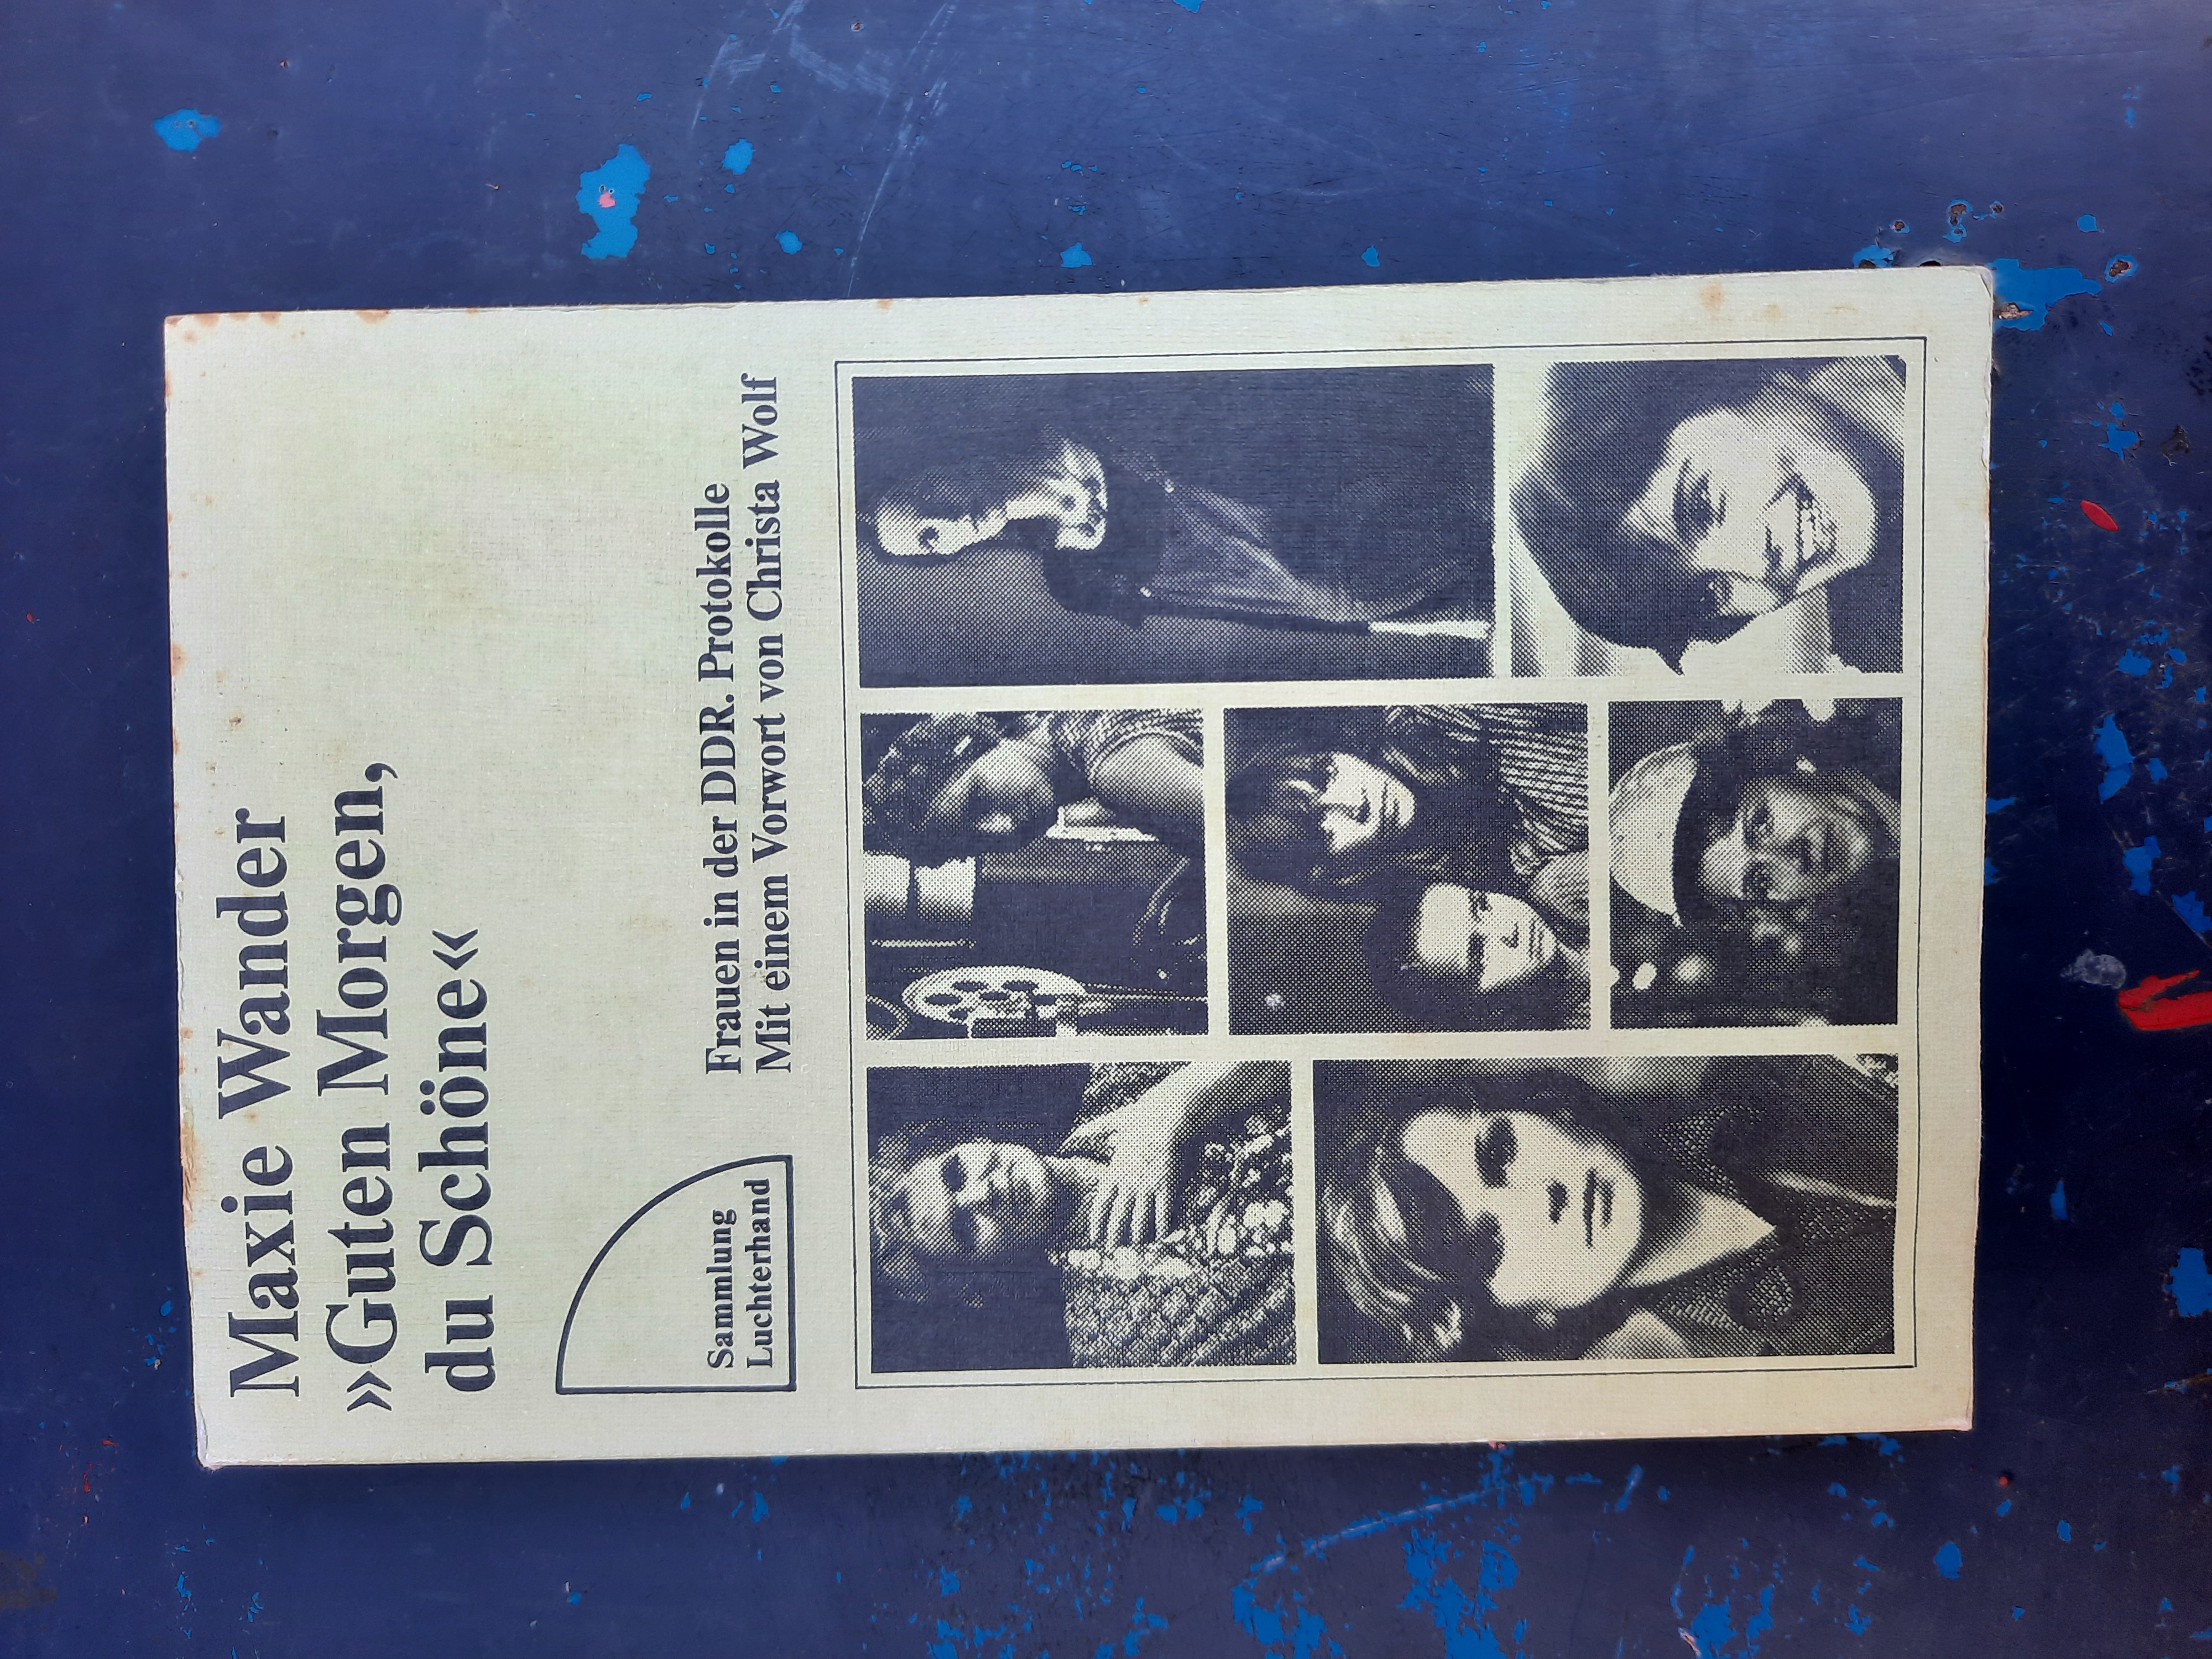 Maxie Wander
»Guten Morgen,
du Schöne«
Sammlung
Luchterhand
Frauen in der DDR. Protokolle
Mit einem Vorwort von Christa Wolf